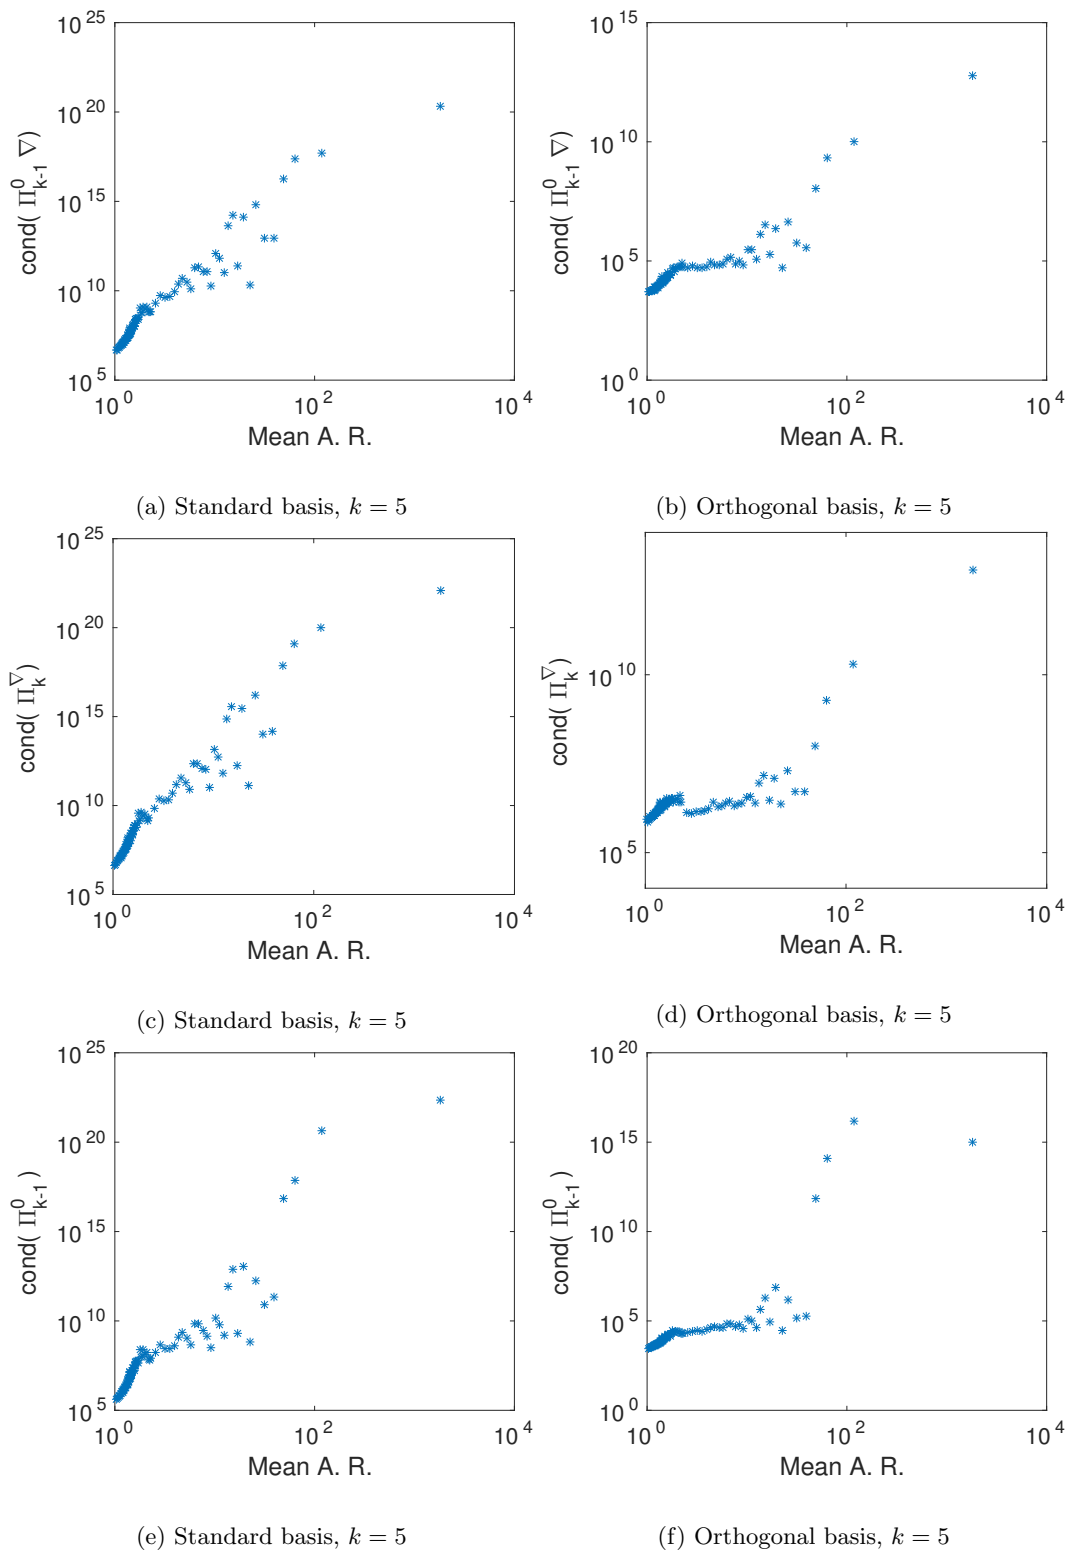 10^25
10^20
10^15
10^10
10^5
cond( Π^0_{k-1} ∇)
10^0 10^2 10^4
Mean A. R.
(a) Standard basis, k = 5
10^15
10^10
10^5
10^0
cond( Π^0_{k-1} ∇)
10^0 10^2 10^4
Mean A. R.
(b) Orthogonal basis, k = 5
10^25
10^20
10^15
10^10
10^5
cond( Π^∇_k)
10^0 10^2 10^4
Mean A. R.
(c) Standard basis, k = 5
10^10
10^5
cond( Π^∇_k)
10^0 10^2 10^4
Mean A. R.
(d) Orthogonal basis, k = 5
10^25
10^20
10^15
10^10
10^5
cond( Π^0_{k-1})
10^0 10^2 10^4
Mean A. R.
(e) Standard basis, k = 5
10^20
10^15
10^10
10^5
10^0
cond( Π^0_{k-1})
10^0 10^2 10^4
Mean A. R.
(f) Orthogonal basis, k = 5